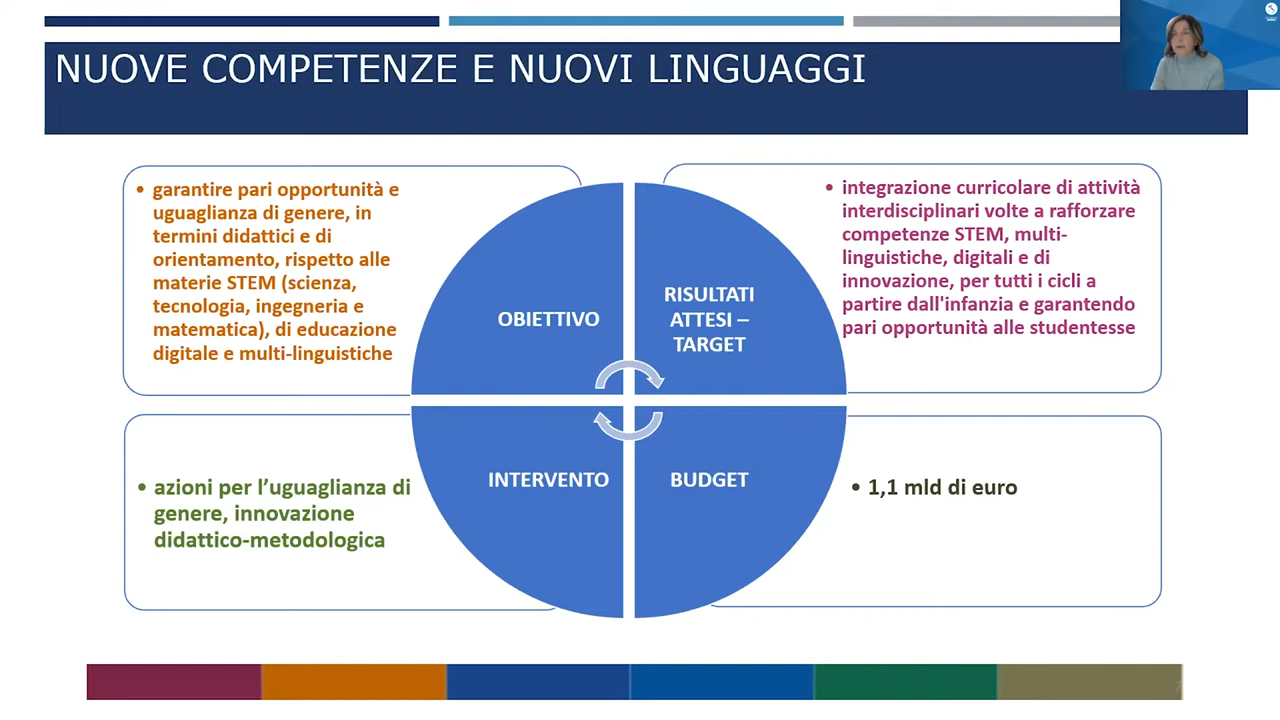 NUOVE COMPETENZE E NUOVI LINGUAGGI
• garantire pari opportunità e
uguaglianza di genere, in
termini didattici e di
orientamento, rispetto alle
materie STEM (scienza,
tecnologia, ingegneria e
matematica), di educazione
digitale e multi-linguistiche
OBIETTIVO
RISULTATI
ATTESI –
TARGET
• integrazione curricolare di attività
interdisciplinari volte a rafforzare
competenze STEM, multi-
linguistiche, digitali e di
innovazione, per tutti i cicli a
partire dall'infanzia e garantendo
pari opportunità alle studentesse
• azioni per l’uguaglianza di
genere, innovazione
didattico-metodologica
INTERVENTO
BUDGET
• 1,1 mld di euro